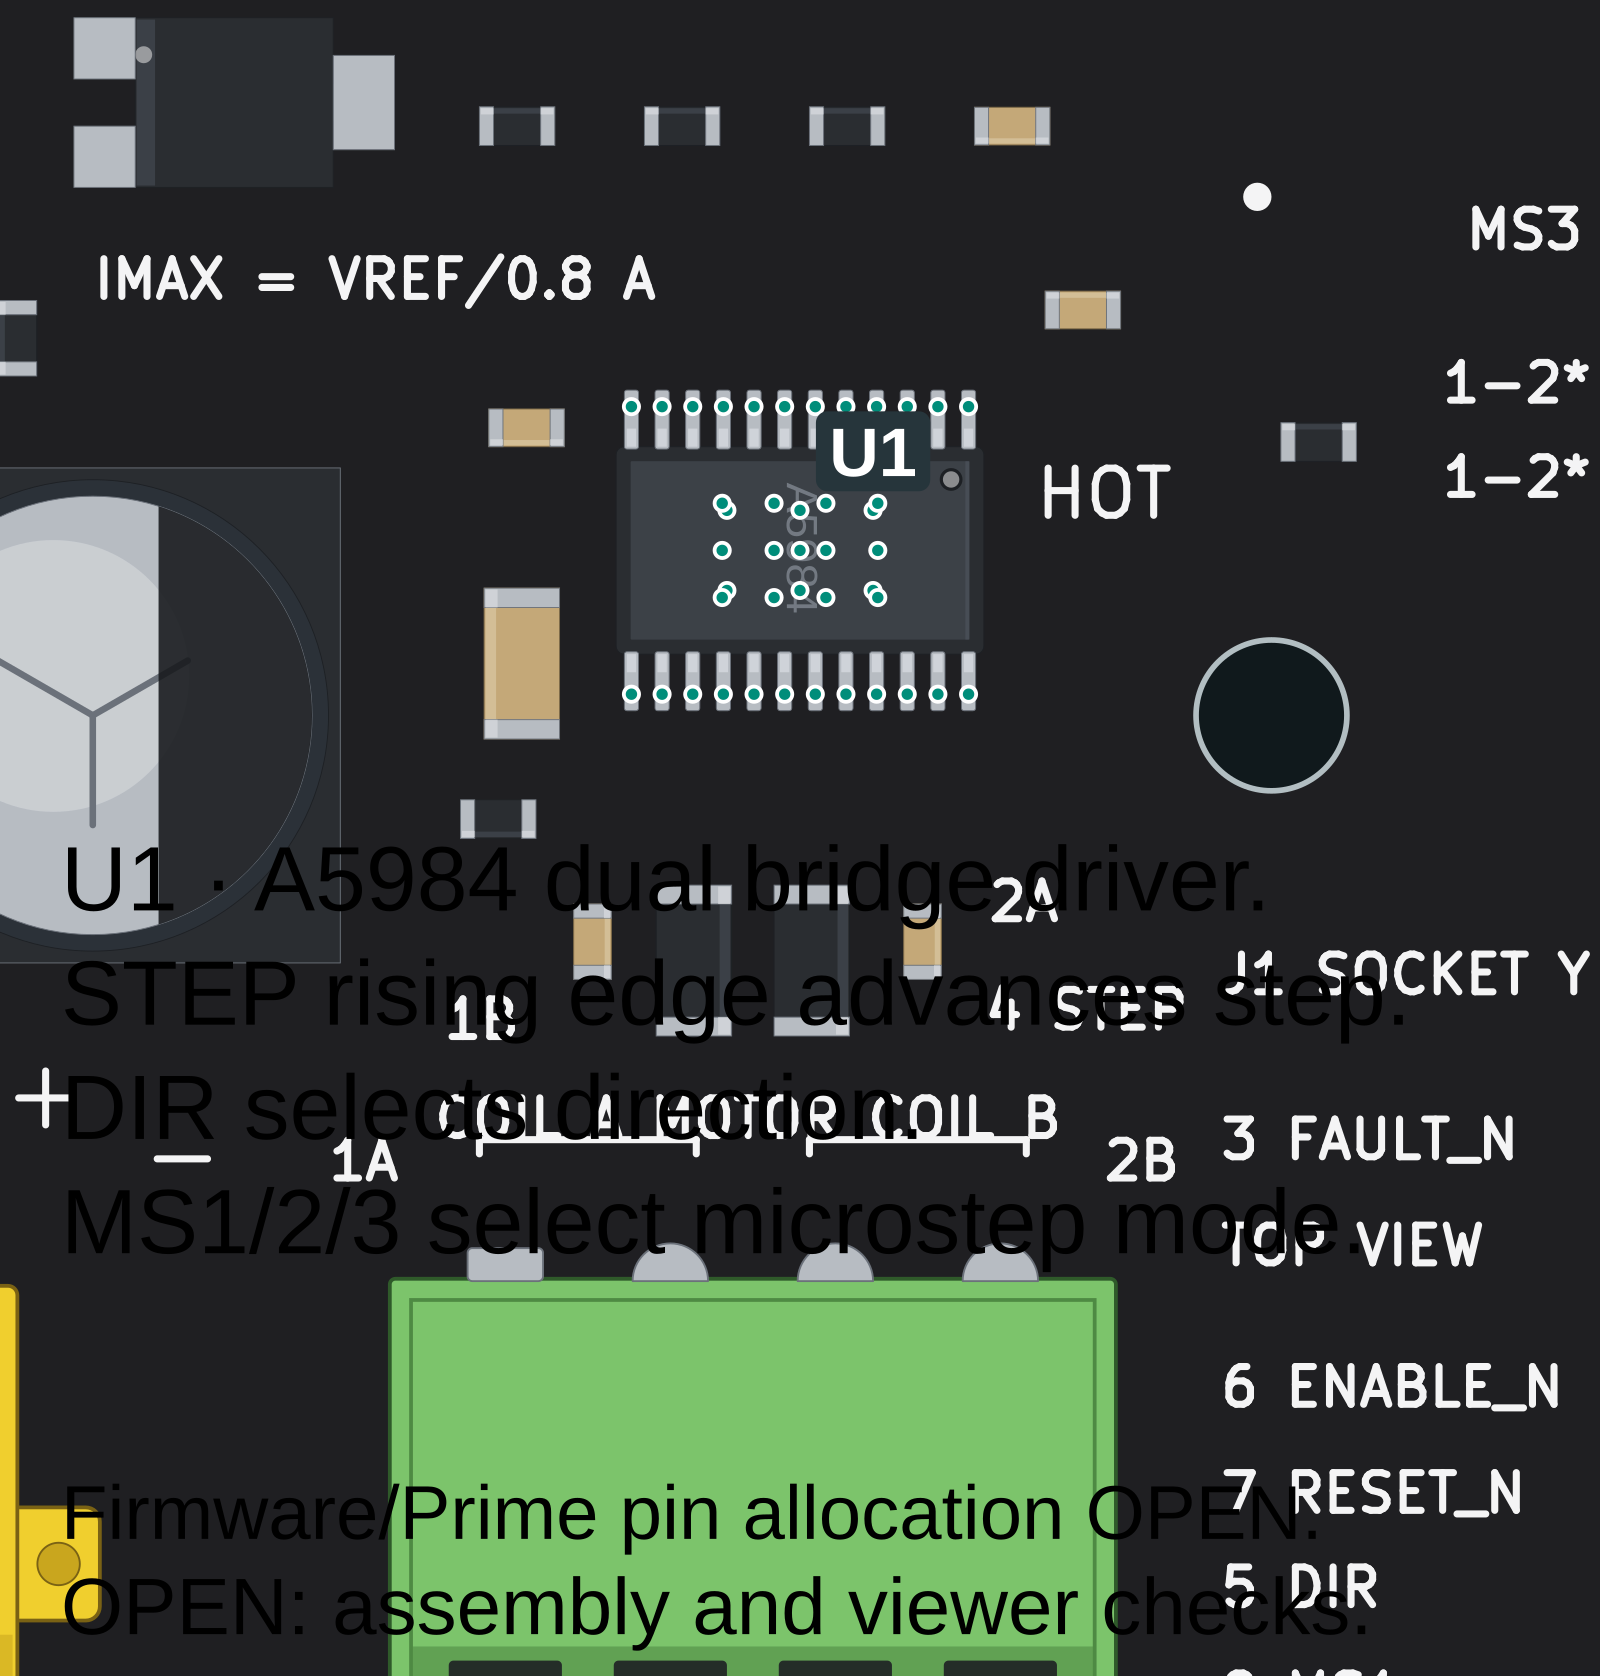 MS3
IMAX = VREF/0.8 A
1-2*
U1
HOT
1-2*
A5984
U1 · A5984 dual bridge driver.
2A
J1 SOCKET Y
STEP rising edge advances step.
1B
4 STEP
DIR selects direction.
COIL A MOTOR COIL B
3 FAULT_N
+
−
1A
2B
MS1/2/3 select microstep mode.
TOP VIEW
6 ENABLE_N
7 RESET_N
Firmware/Prime pin allocation OPEN.
5 DIR
OPEN: assembly and viewer checks.